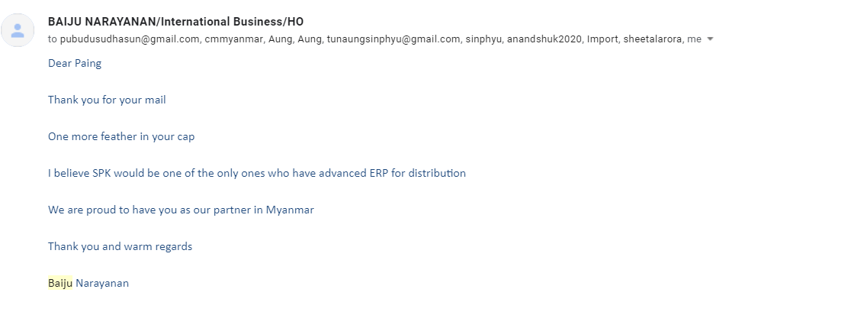 BAIJU NARAYANAN/International Business/HO
to pubudusudhasun@gmail.com, cmmyanmar, Aung, Aung, tunaungsinphyu@gmail.com, sinphyu, anandshuk2020, Import, sheetalarora, me
Dear Paing
Thank you for your mail
One more feather in your cap
I believe SPK would be one of the only ones who have advanced ERP for distribution
We are proud to have you as our partner in Myanmar
Thank you and warm regards
Baiju Narayanan